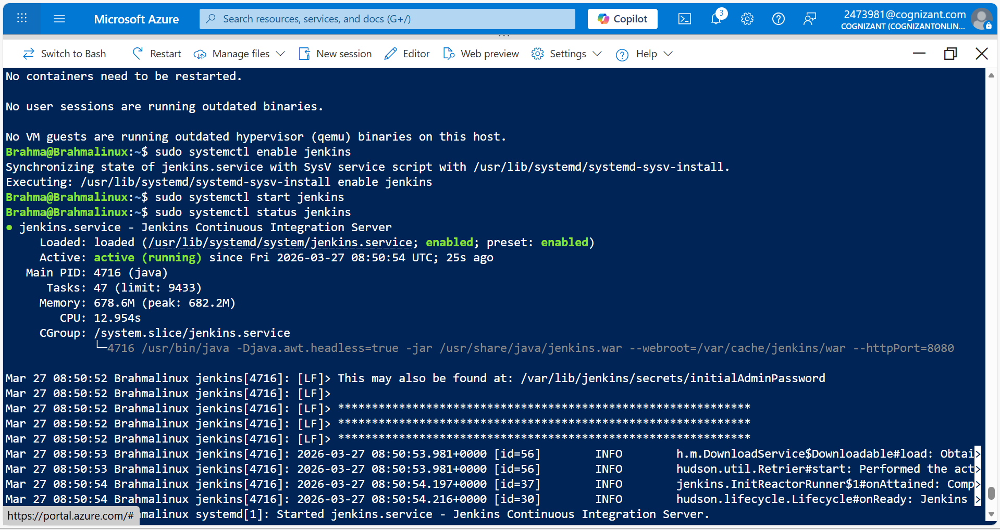 Microsoft Azure
Search resources, services, and docs (G+/)
Copilot
3
2473981@cognizant.com
COGNIZANT (COGNIZANTONLIN...
Switch to Bash
Restart
Manage files
New session
Editor
Web preview
Settings
Help
No containers need to be restarted.
No user sessions are running outdated binaries.
No VM guests are running outdated hypervisor (qemu) binaries on this host.
Brahma@Brahmalinux:~$ sudo systemctl enable jenkins
Synchronizing state of jenkins.service with SysV service script with /usr/lib/systemd/systemd-sysv-install.
Executing: /usr/lib/systemd/systemd-sysv-install enable jenkins
Brahma@Brahmalinux:~$ sudo systemctl start jenkins
Brahma@Brahmalinux:~$ sudo systemctl status jenkins
● jenkins.service - Jenkins Continuous Integration Server
Loaded: loaded (/usr/lib/systemd/system/jenkins.service; enabled; preset: enabled)
Active: active (running) since Fri 2026-03-27 08:50:54 UTC; 25s ago
Main PID: 4716 (java)
Tasks: 47 (limit: 9433)
Memory: 678.6M (peak: 682.2M)
CPU: 12.954s
CGroup: /system.slice/jenkins.service
└─4716 /usr/bin/java -Djava.awt.headless=true -jar /usr/share/java/jenkins.war --webroot=/var/cache/jenkins/war --httpPort=8080
Mar 27 08:50:52 Brahmalinux jenkins[4716]: [LF]> This may also be found at: /var/lib/jenkins/secrets/initialAdminPassword
Mar 27 08:50:52 Brahmalinux jenkins[4716]: [LF]>
Mar 27 08:50:52 Brahmalinux jenkins[4716]: [LF]> *************************************************************
Mar 27 08:50:52 Brahmalinux jenkins[4716]: [LF]> *************************************************************
Mar 27 08:50:52 Brahmalinux jenkins[4716]: [LF]> *************************************************************
Mar 27 08:50:53 Brahmalinux jenkins[4716]: 2026-03-27 08:50:53.981+0000 [id=56] INFO h.m.DownloadService$Downloadable#load: Obtai>
Mar 27 08:50:53 Brahmalinux jenkins[4716]: 2026-03-27 08:50:53.981+0000 [id=56] INFO hudson.util.Retrier#start: Performed the act>
Mar 27 08:50:54 Brahmalinux jenkins[4716]: 2026-03-27 08:50:54.197+0000 [id=37] INFO jenkins.InitReactorRunner$1#onAttained: Comp>
Mar 27 08:50:54 Brahmalinux jenkins[4716]: 2026-03-27 08:50:54.216+0000 [id=30] INFO hudson.lifecycle.Lifecycle#onReady: Jenkins >
https://portal.azure.com/# hmalinux systemd[1]: Started jenkins.service - Jenkins Continuous Integration Server.